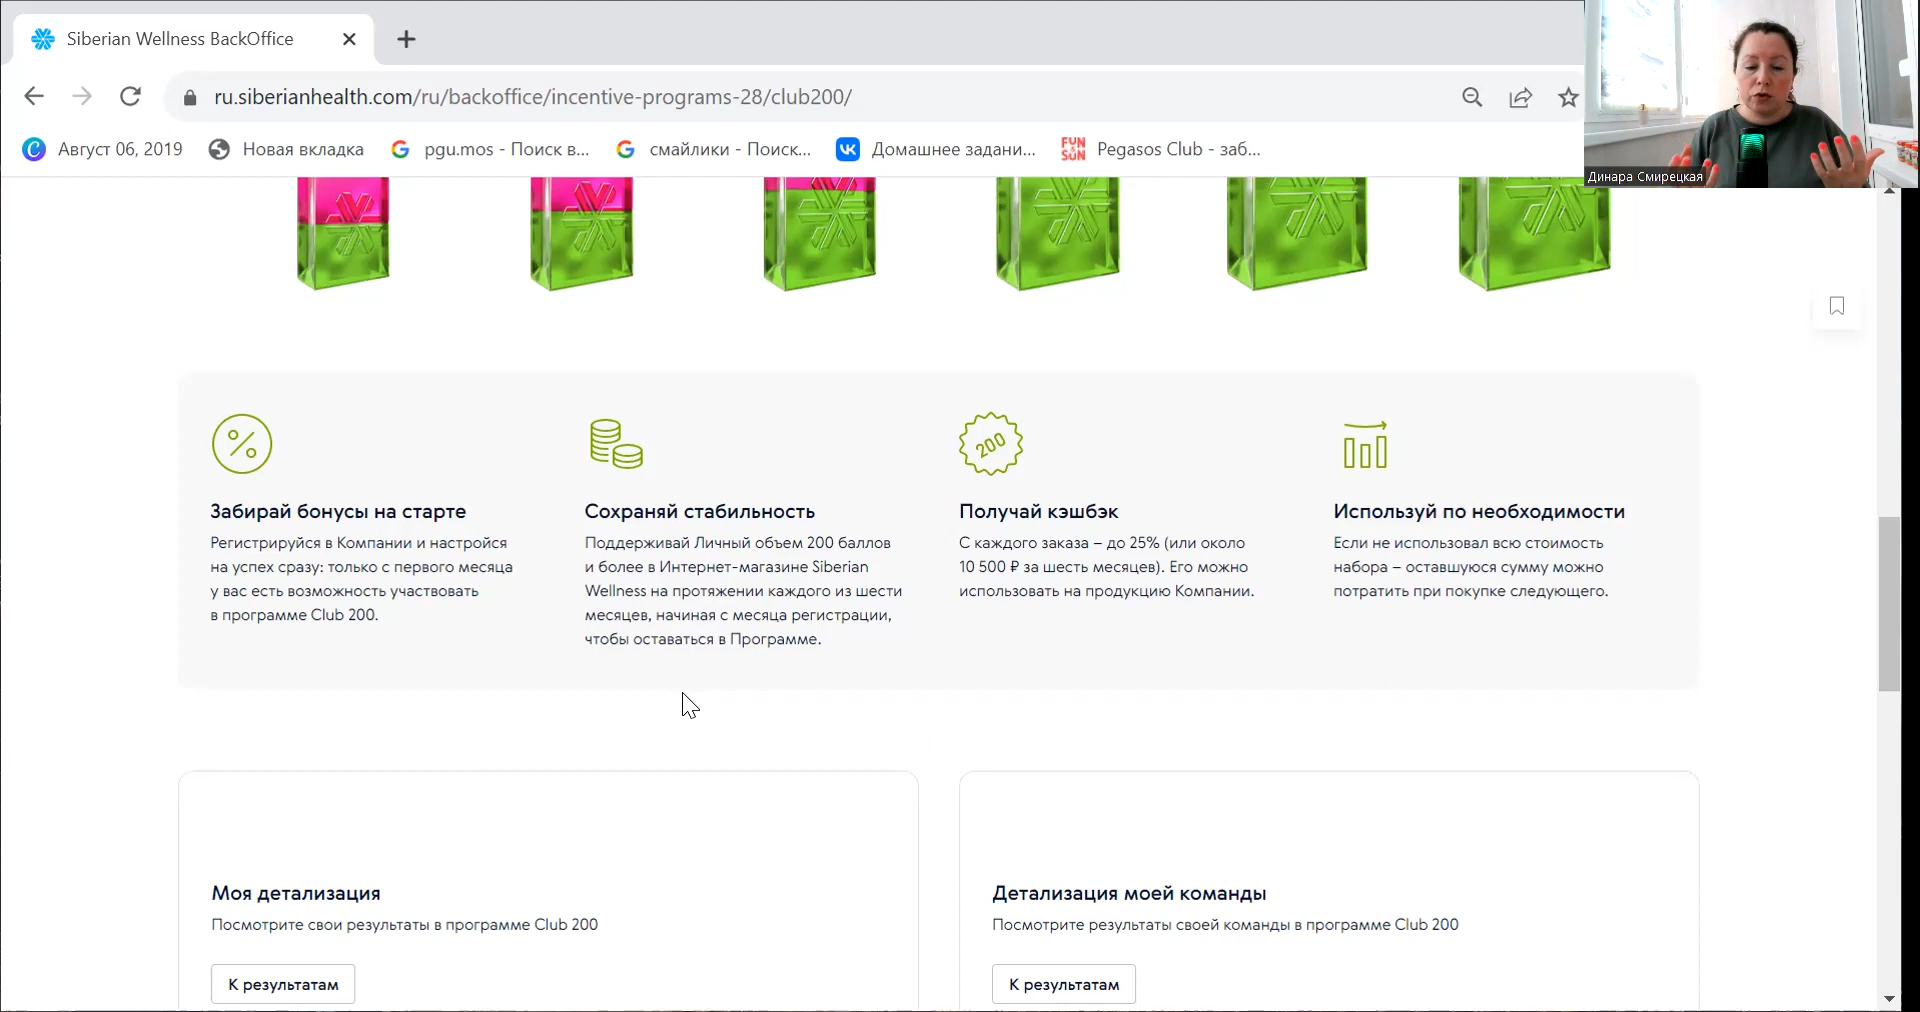 Siberian Wellness BackOffice
ru.siberianhealth.com/ru/backoffice/incentive-programs-28/club200/
Август 06, 2019
Новая вкладка
pgu.mos - Поиск в...
смайлики - Поиск...
Домашнее задани...
FUN&SUN
Pegasos Club - заб...
Динара Смирецкая
200
Забирай бонусы на старте
Регистрируйся в Компании и настройся
на успех сразу: только с первого месяца
у вас есть возможность участвовать
в программе Club 200.
Сохраняй стабильность
Поддерживай Личный объем 200 баллов
и более в Интернет-магазине Siberian
Wellness на протяжении каждого из шести
месяцев, начиная с месяца регистрации,
чтобы оставаться в Программе.
Получай кэшбэк
С каждого заказа – до 25% (или около
10 500 ₽ за шесть месяцев). Его можно
использовать на продукцию Компании.
Используй по необходимости
Если не использовал всю стоимость
набора – оставшуюся сумму можно
потратить при покупке следующего.
Моя детализация
Посмотрите свои результаты в программе Club 200
К результатам
Детализация моей команды
Посмотрите результаты своей команды в программе Club 200
К результатам